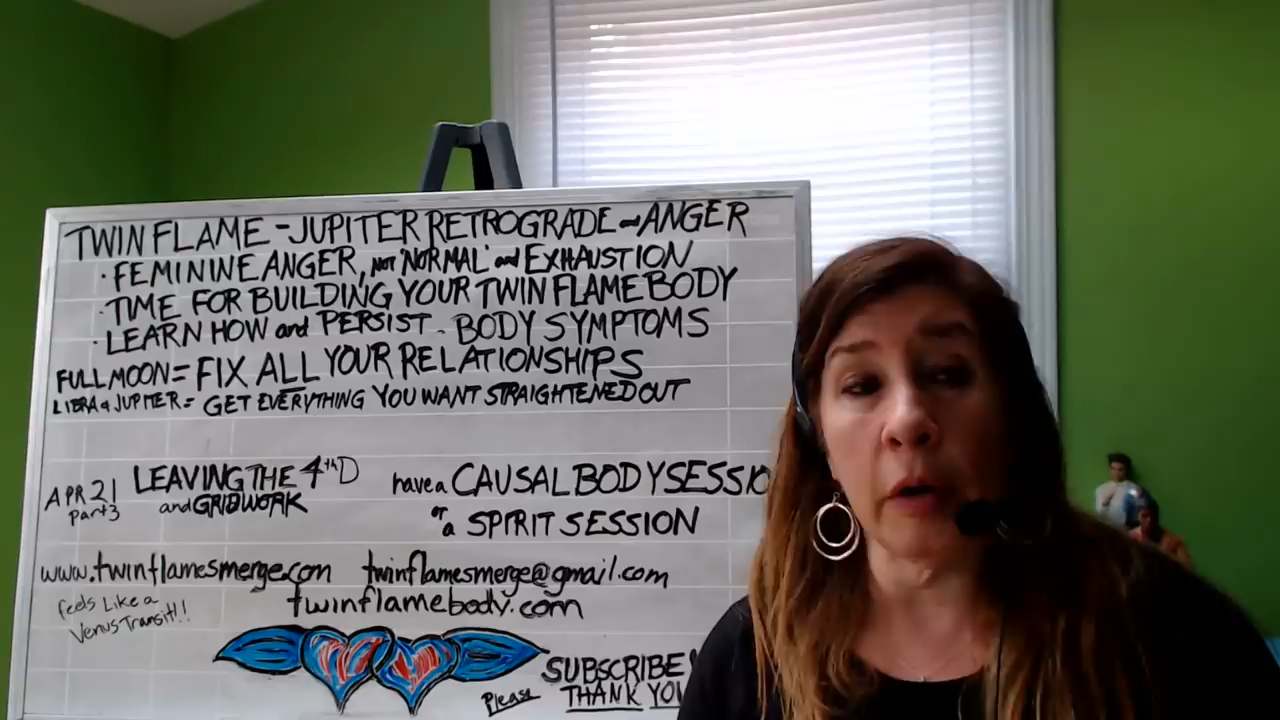 TWIN FLAME - JUPITER RETROGRADE and ANGER
· FEMININE ANGER, NOT 'NORMAL' and EXHAUSTION
· TIME FOR BUILDING YOUR TWIN FLAME BODY
· LEARN HOW and PERSIST - BODY SYMPTOMS
FULL MOON = FIX ALL YOUR RELATIONSHIPS
LIBRA & JUPITER = GET EVERYTHING YOU WANT STRAIGHTENED OUT
APR 21 LEAVING THE 4thD
Part 3 and GRIDWORK
have a CAUSAL BODY SESSIO
or a SPIRIT SESSION
www.twinflamesmerge.com twinflamesmerge@gmail.com
twinflamebody.com
feels Like a
Venus Transit!!
Please SUBSCRIBE
THANK YOU